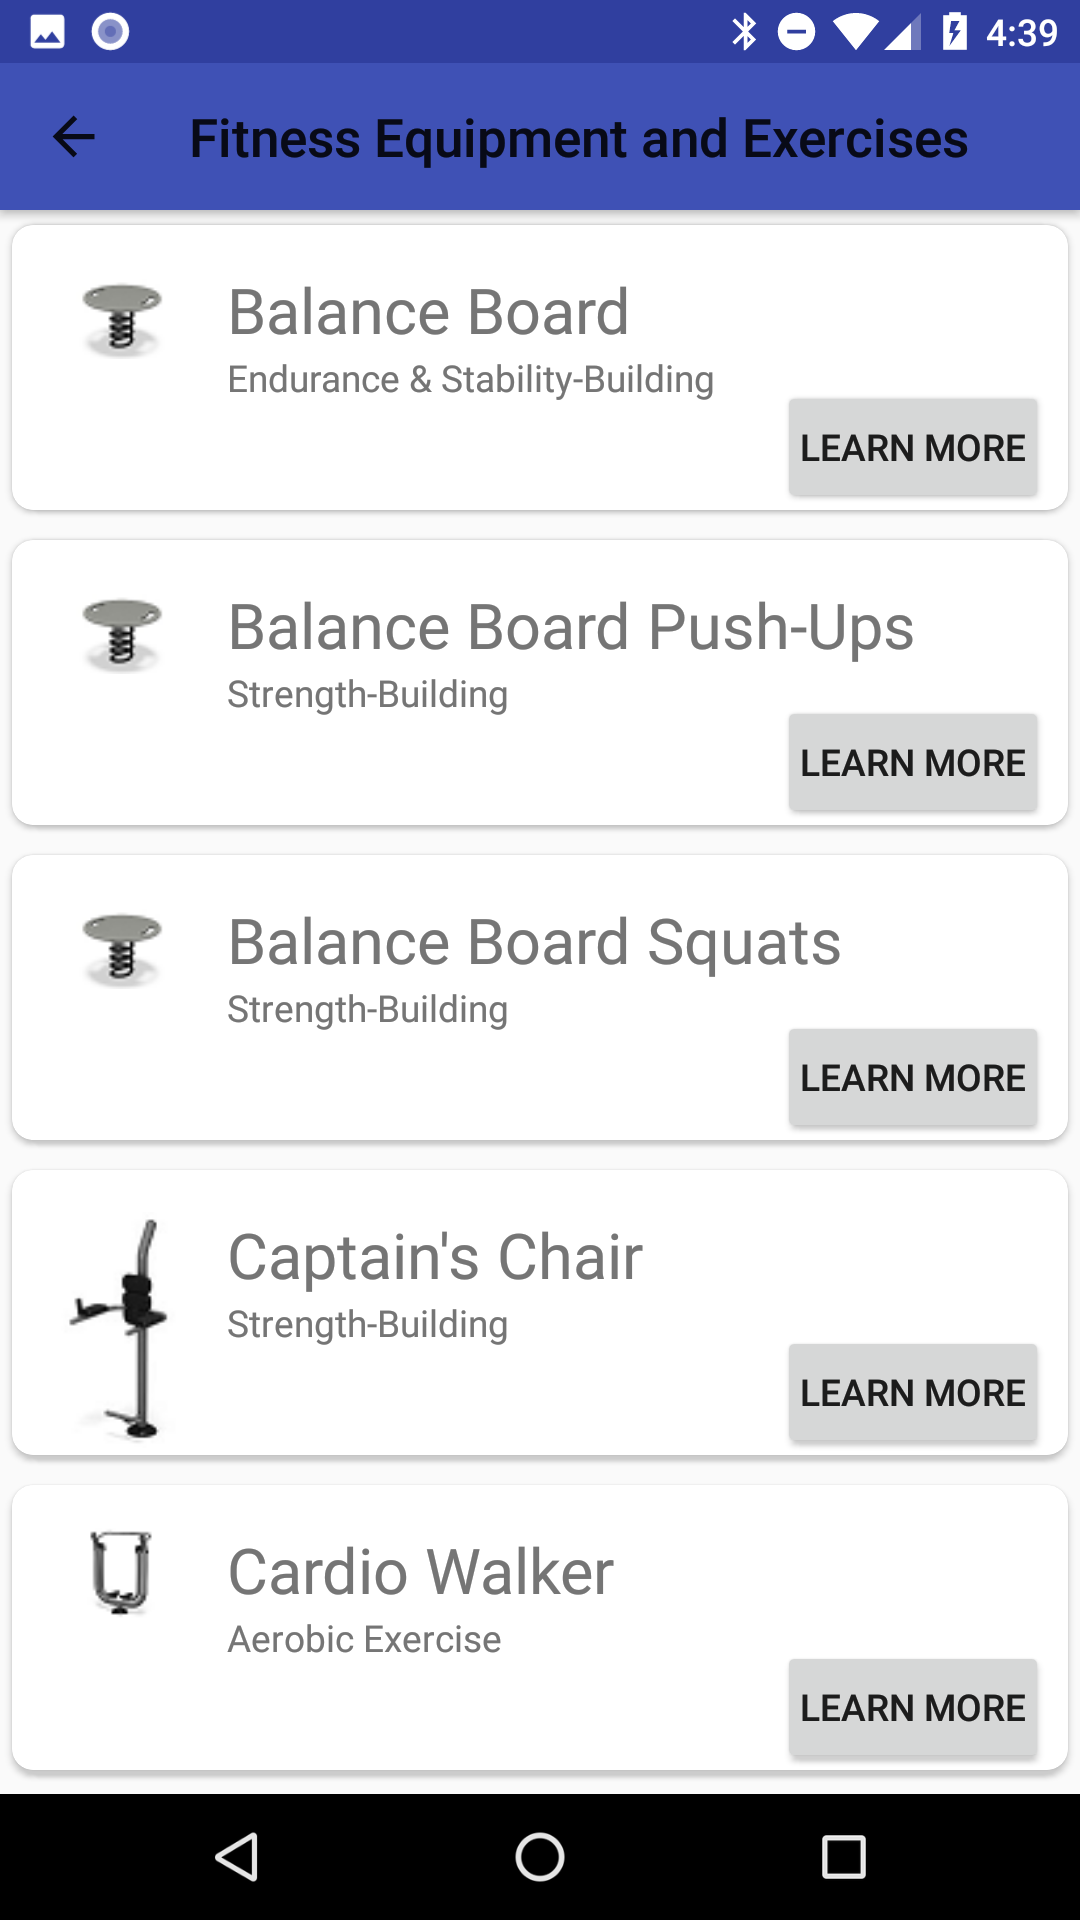 4:39
Fitness Equipment and Exercises
Balance Board
Endurance & Stability-Building
LEARN MORE
Balance Board Push-Ups
Strength-Building
LEARN MORE
Balance Board Squats
Strength-Building
LEARN MORE
Captain's Chair
Strength-Building
LEARN MORE
Cardio Walker
Aerobic Exercise
LEARN MORE